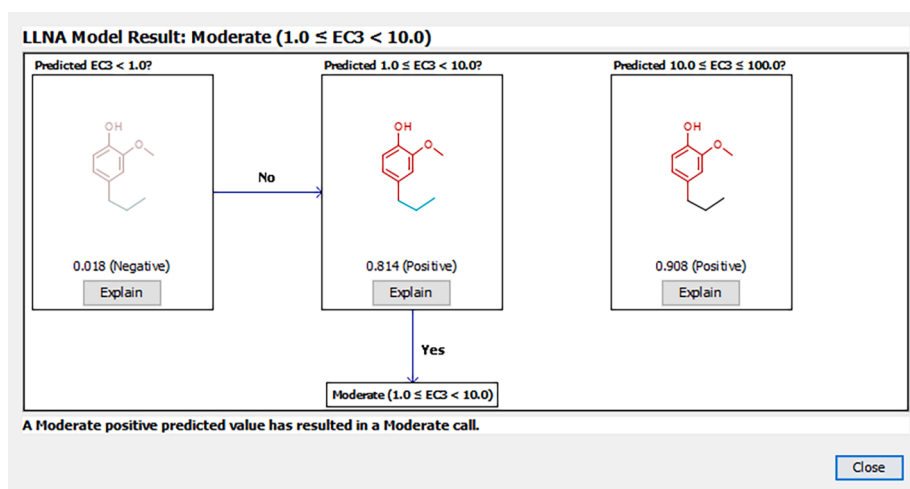 LLNA Model Result: Moderate (1.0 ≤ EC3 < 10.0)
Predicted EC3 < 1.0?
Predicted 1.0 ≤ EC3 < 10.0?
Predicted 10.0 ≤ EC3 ≤ 100.0?
OH
O
OH
O
OH
O
No
0.018 (Negative)
0.814 (Positive)
0.908 (Positive)
Explain
Explain
Explain
Yes
Moderate (1.0 ≤ EC3 < 10.0)
A Moderate positive predicted value has resulted in a Moderate call.
Close